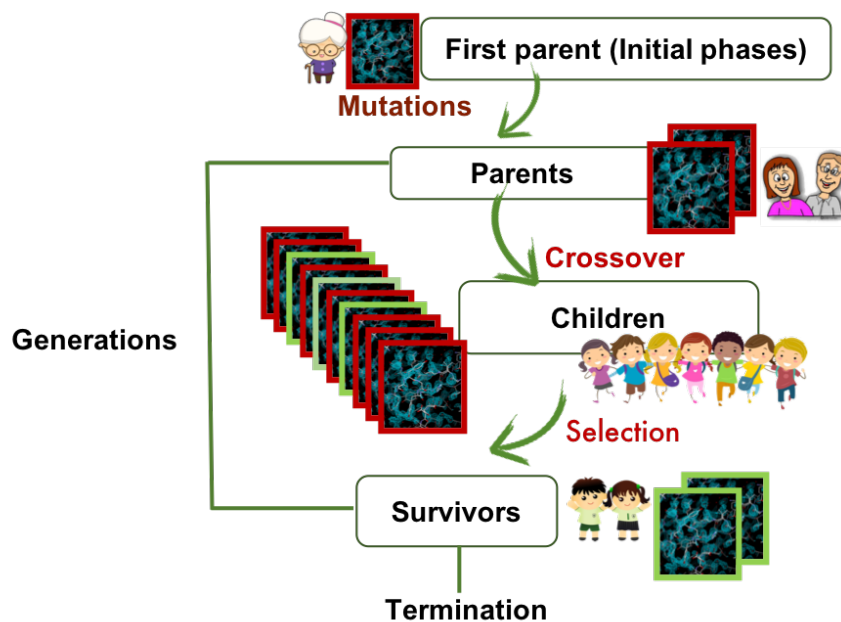 First parent (Initial phases)
Mutations
Parents
Crossover
Children
Generations
Selection
Survivors
Termination